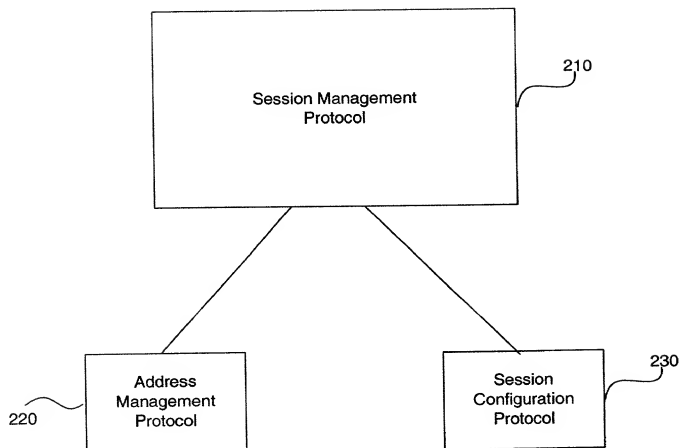 Session Management
Protocol
210
Address
Management
Protocol
220
Session
Configuration
Protocol
230